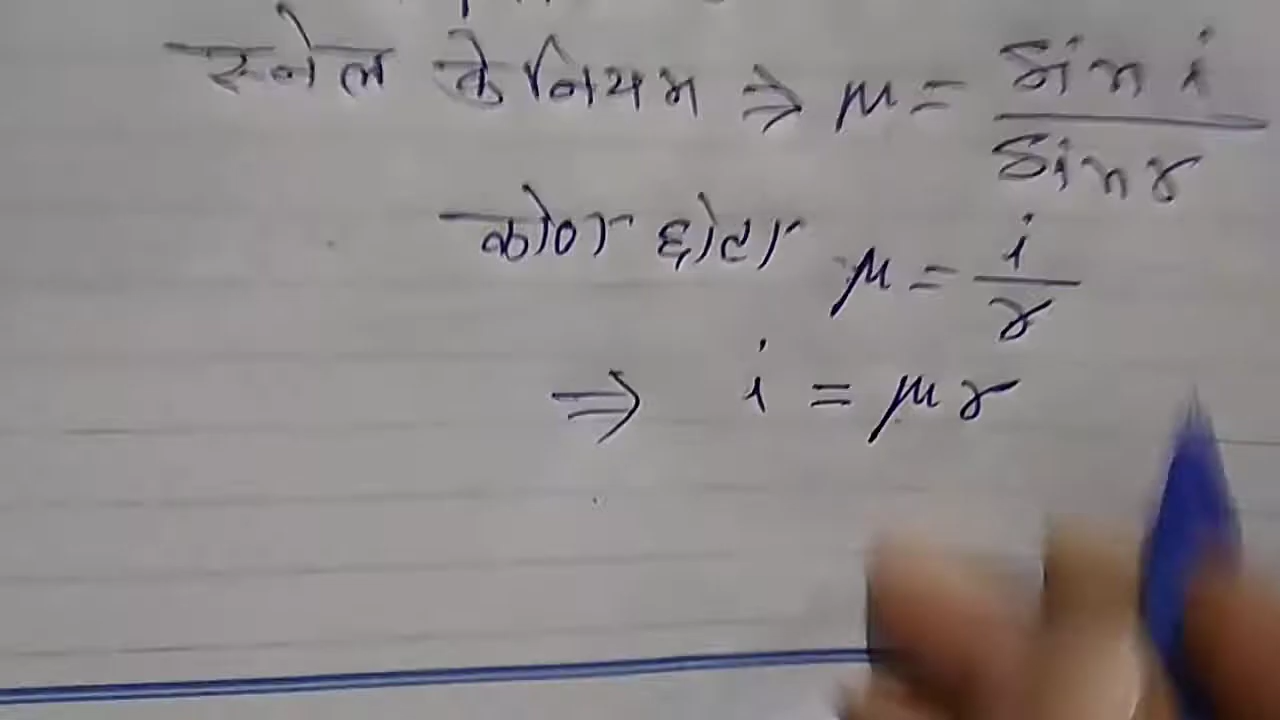 स्नेल के नियम ⇒ μ = Sin i / Sin r
कोण छोटा μ = i / r
⇒ i = μr